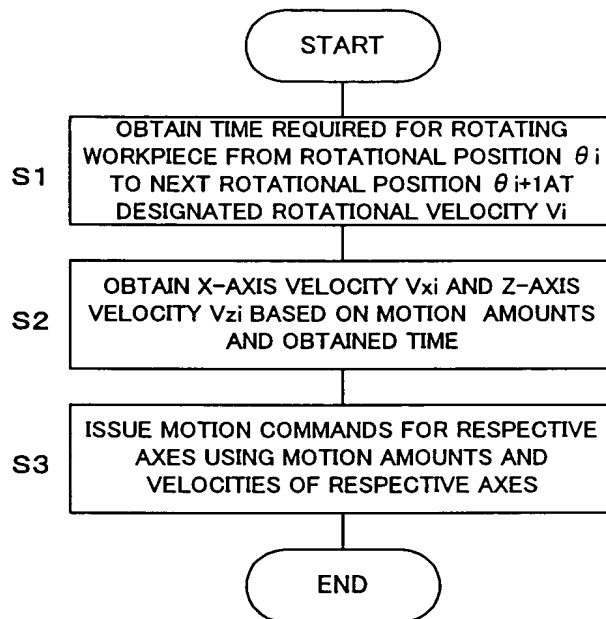 START
S1
OBTAIN TIME REQUIRED FOR ROTATING
WORKPIECE FROM ROTATIONAL POSITION θi
TO NEXT ROTATIONAL POSITION θi+1AT
DESIGNATED ROTATIONAL VELOCITY Vi
S2
OBTAIN X-AXIS VELOCITY Vxi AND Z-AXIS
VELOCITY Vzi BASED ON MOTION AMOUNTS
AND OBTAINED TIME
S3
ISSUE MOTION COMMANDS FOR RESPECTIVE
AXES USING MOTION AMOUNTS AND
VELOCITIES OF RESPECTIVE AXES
END